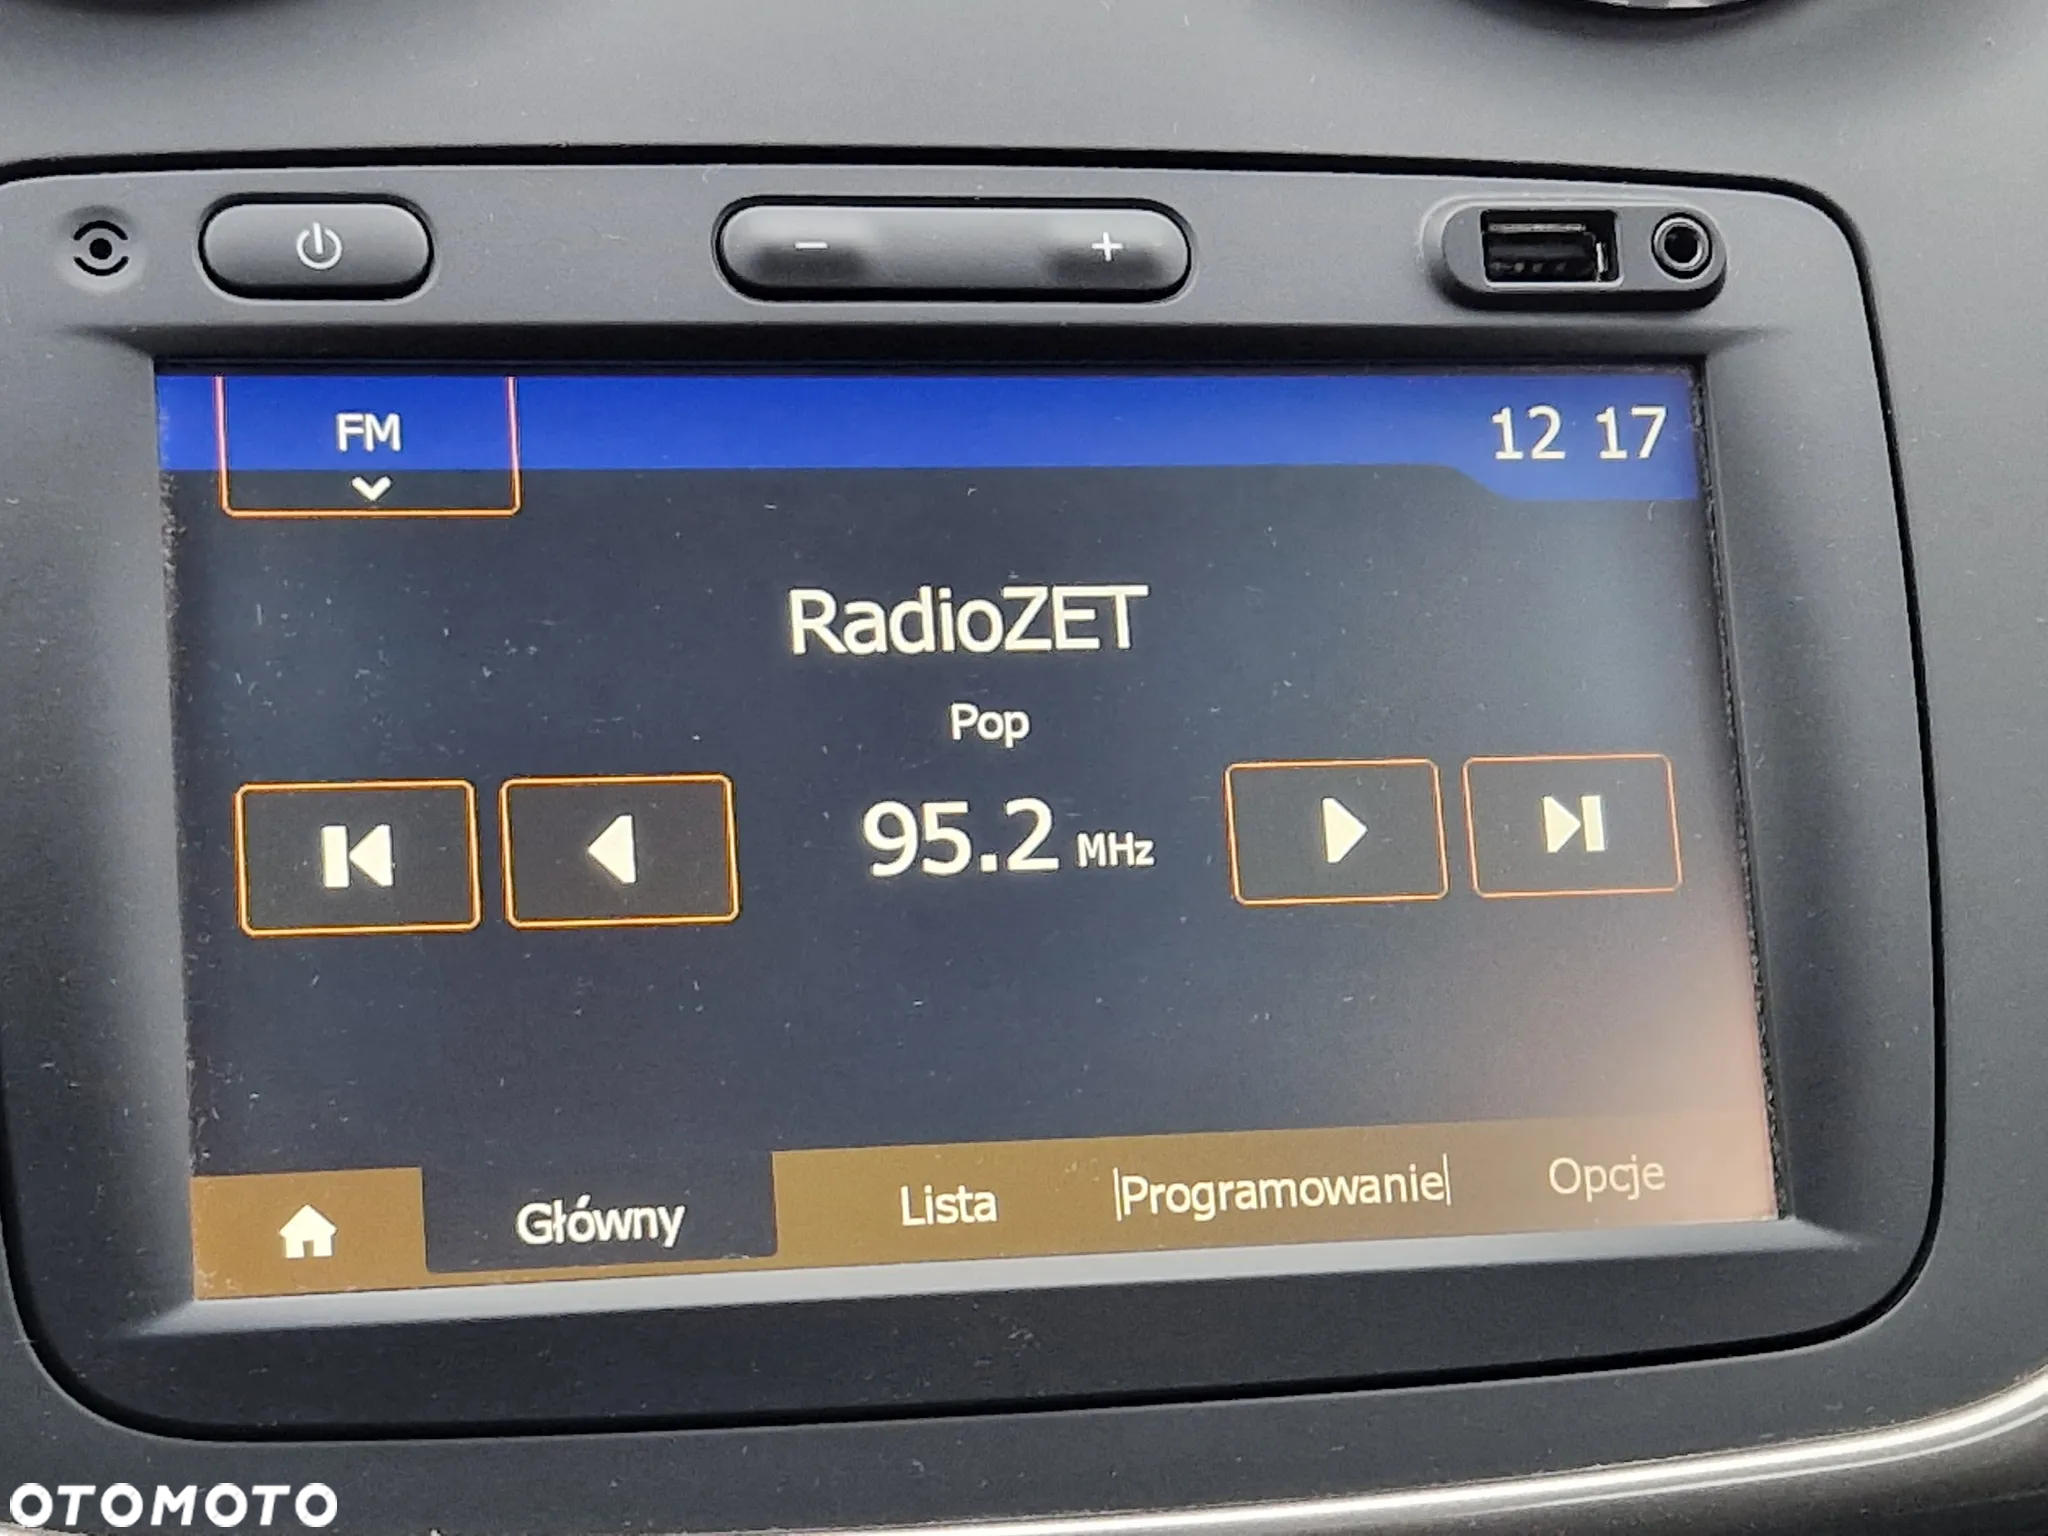 FM
12 17
RadioZET
Pop
95.2 MHz
Główny Lista |Programowanie| Opcje
OTOMOTO